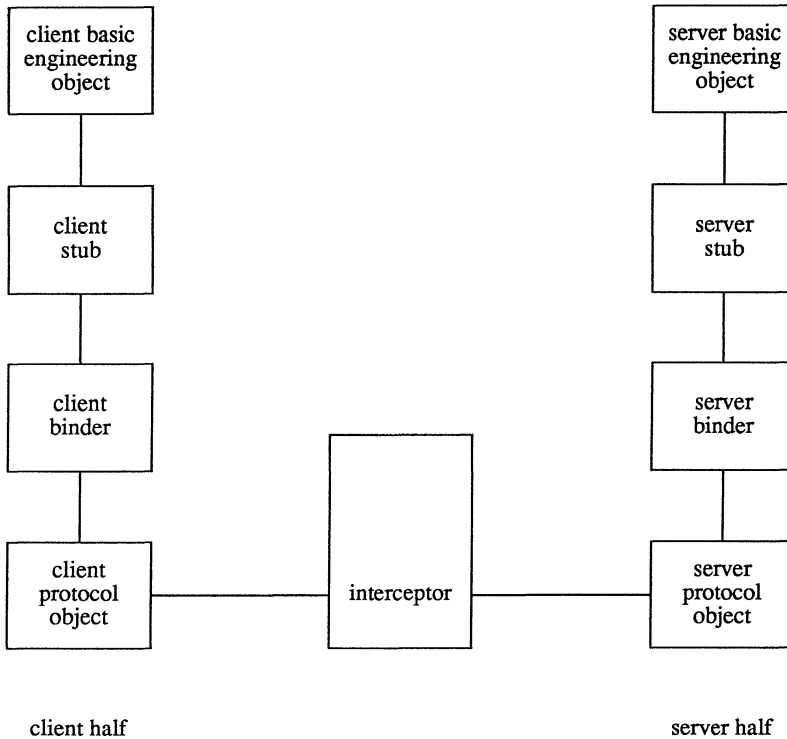 client basic
engineering
object
server basic
engineering
object
client
stub
server
stub
client
binder
server
binder
client
protocol
object
interceptor
server
protocol
object
client half
server half